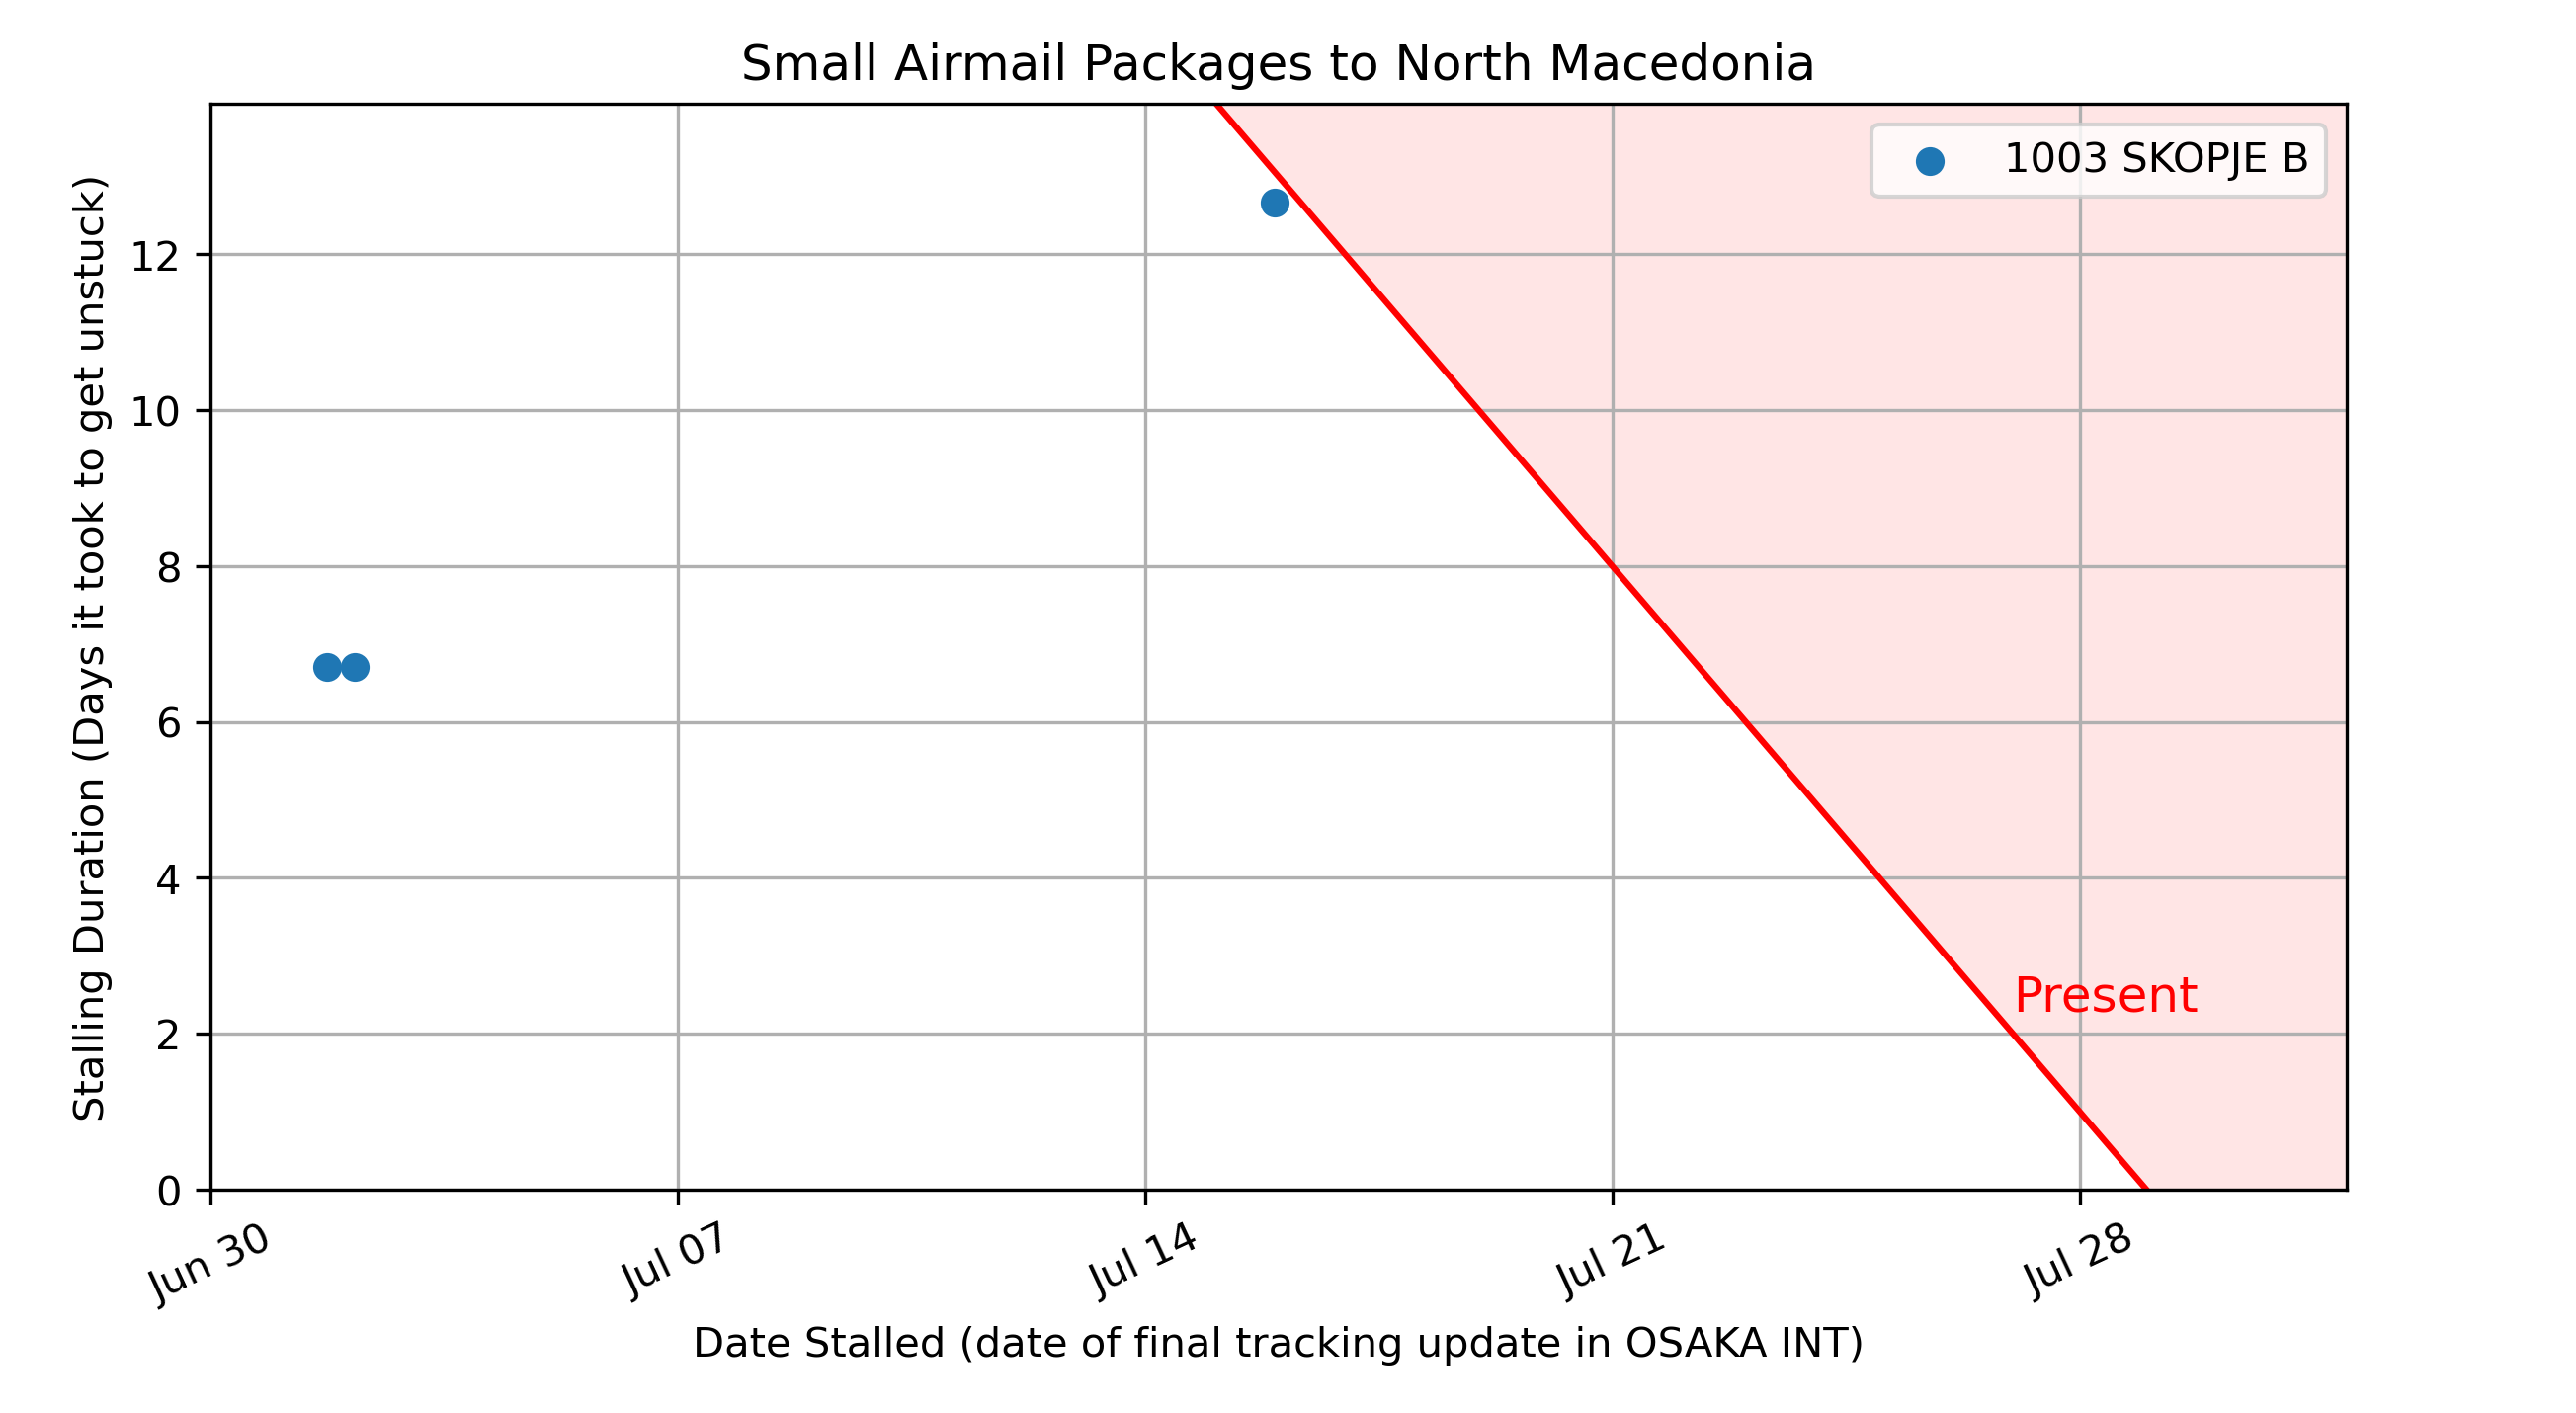 Small Airmail Packages to North Macedonia
1003 SKOPJE B
Stalling Duration (Days it took to get unstuck)
12
10
8
6
4
2
0
Present
Jun 30
Jul 07
Jul 14
Jul 21
Jul 28
Date Stalled (date of final tracking update in OSAKA INT)